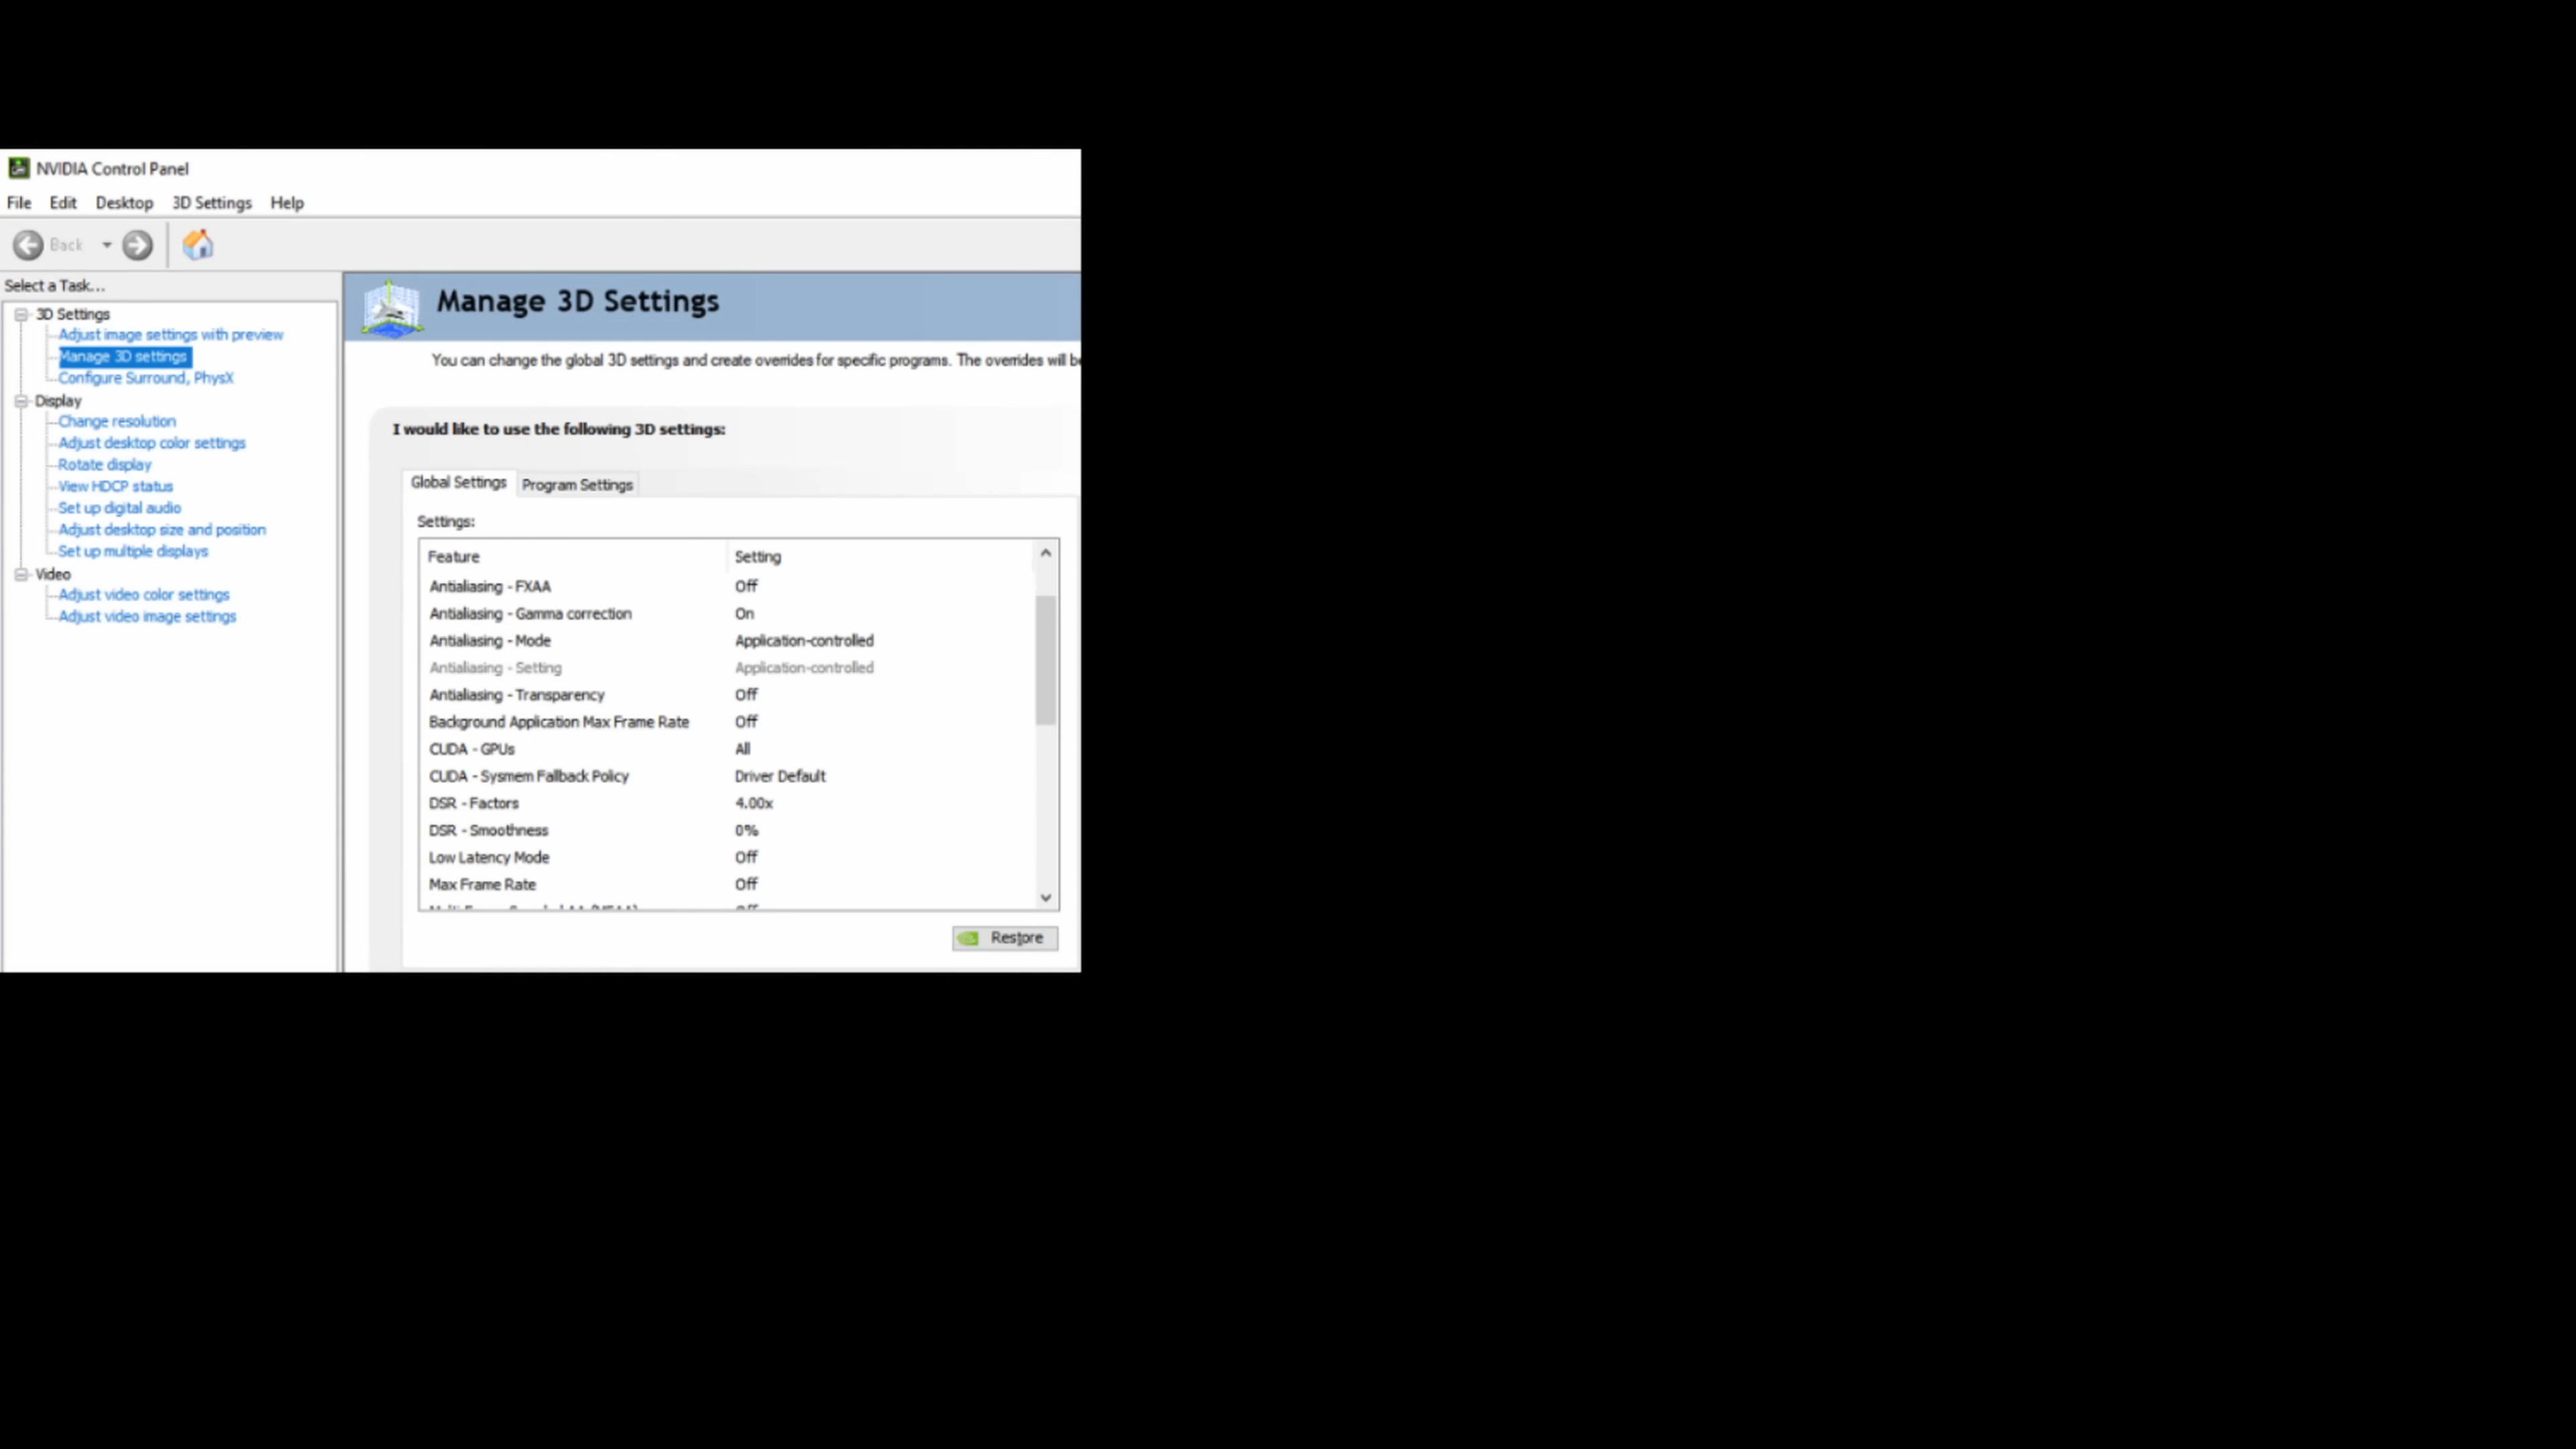 NVIDIA Control Panel
File Edit Desktop 3D Settings Help
Back
Select a Task...
3D Settings
Adjust image settings with preview
Manage 3D settings
Configure Surround, PhysX
Display
Change resolution
Adjust desktop color settings
Rotate display
View HDCP status
Set up digital audio
Adjust desktop size and position
Set up multiple displays
Video
Adjust video color settings
Adjust video image settings
Manage 3D Settings
You can change the global 3D settings and create overrides for specific programs. The overrides will be
I would like to use the following 3D settings:
Global Settings Program Settings
Settings:
Feature Setting
Antialiasing - FXAA Off
Antialiasing - Gamma correction On
Antialiasing - Mode Application-controlled
Antialiasing - Setting Application-controlled
Antialiasing - Transparency Off
Background Application Max Frame Rate Off
CUDA - GPUs All
CUDA - Sysmem Fallback Policy Driver Default
DSR - Factors 4.00x
DSR - Smoothness 0%
Low Latency Mode Off
Max Frame Rate Off
Restore